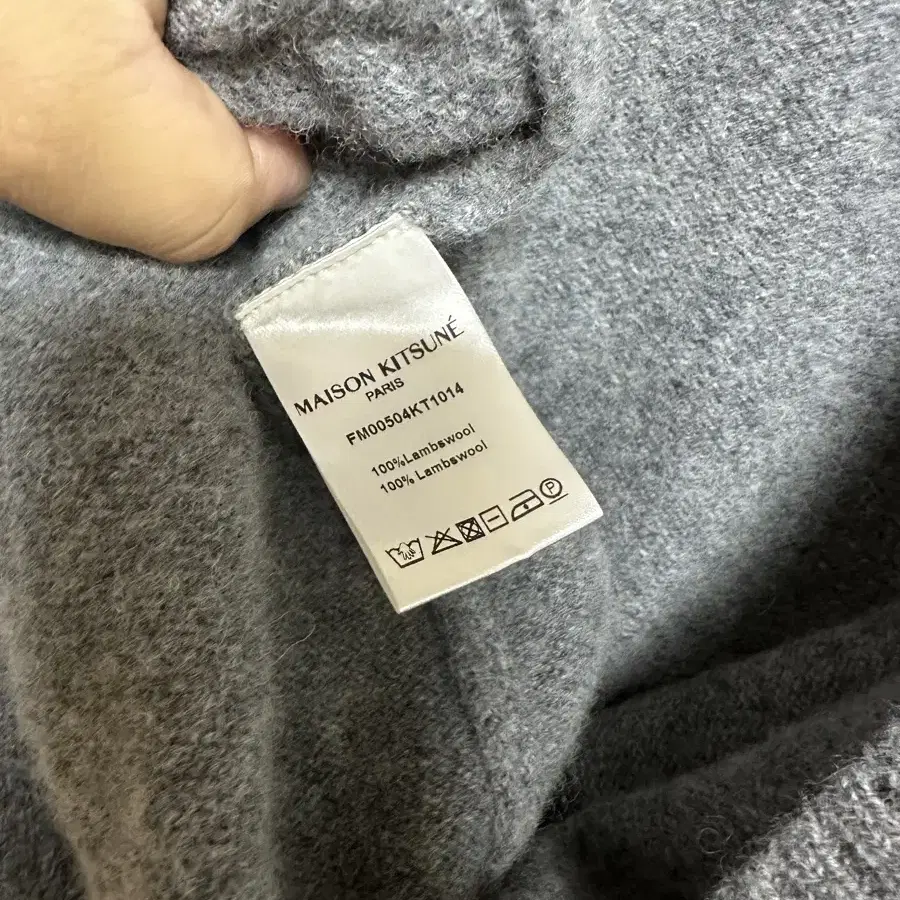 MAISON KITSUNÉ
PARIS
FM00504KT1014
100%Lambswool
100% Lambswool
P